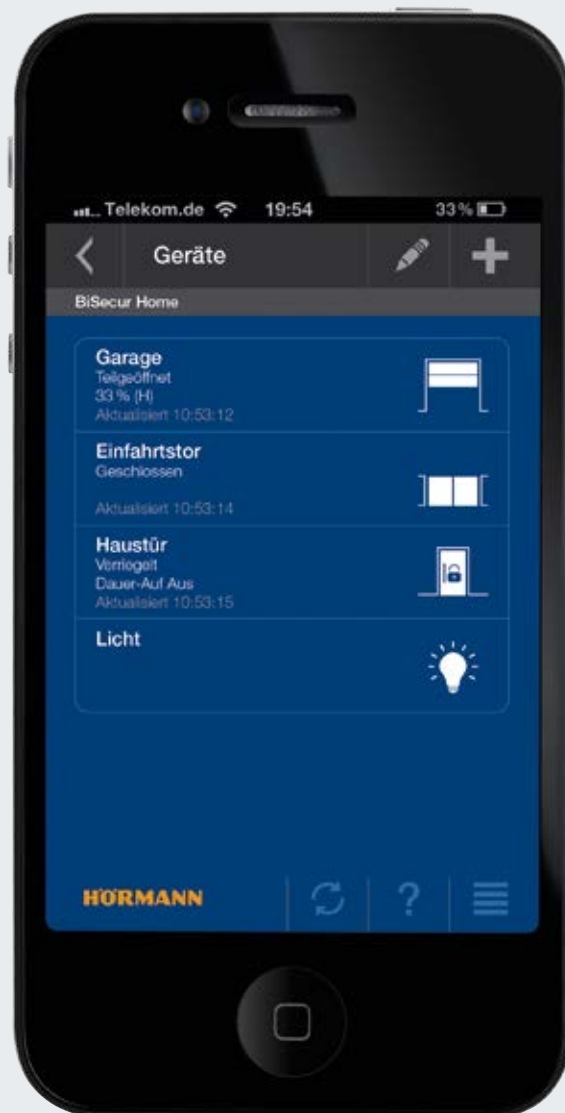 Telekom.de 19:54 33%
Geräte
BiSecur Home
Garage
Teilgeöffnet
33 % (H)
Aktualisiert 10:53:12
Einfahrtstor
Geschlossen
Aktualisiert 10:53:14
Haustür
Verriegelt
Dauer-Auf Aus
Aktualisiert 10:53:15
Licht
HÖRMANN
?